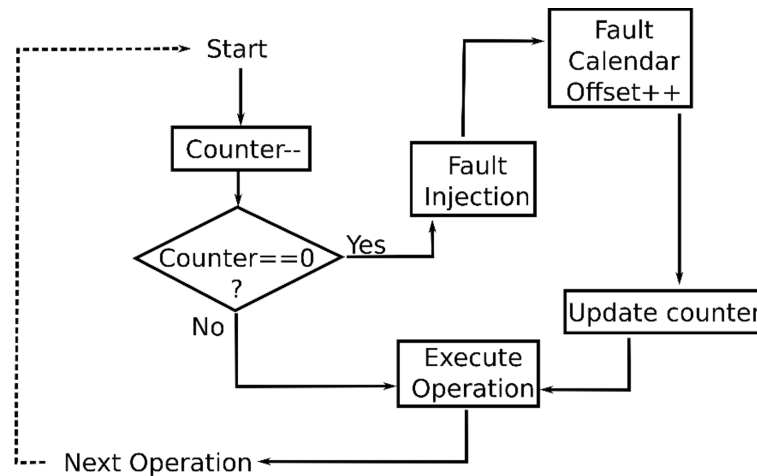 Start
Counter--
Counter==0
?
Yes
No
Fault
Injection
Fault
Calendar
Offset++
Update counter
Execute
Operation
Next Operation